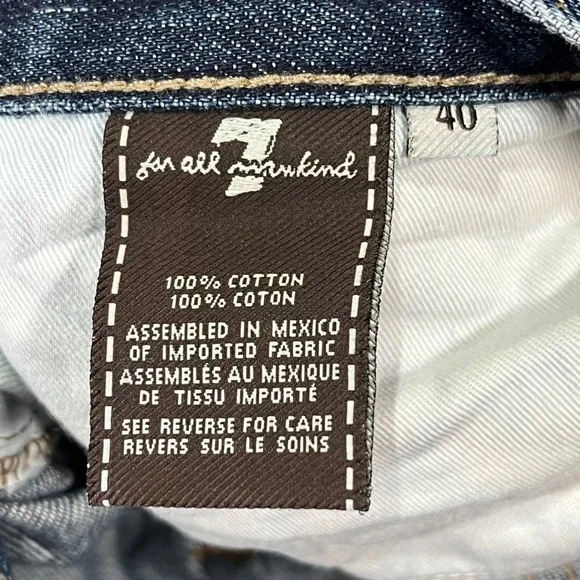 7
for all mankind
40
100% COTTON
100% COTON
ASSEMBLED IN MEXICO
OF IMPORTED FABRIC
ASSEMBLÉS AU MEXIQUE
DE TISSU IMPORTÉ
SEE REVERSE FOR CARE
REVERS SUR LE SOINS